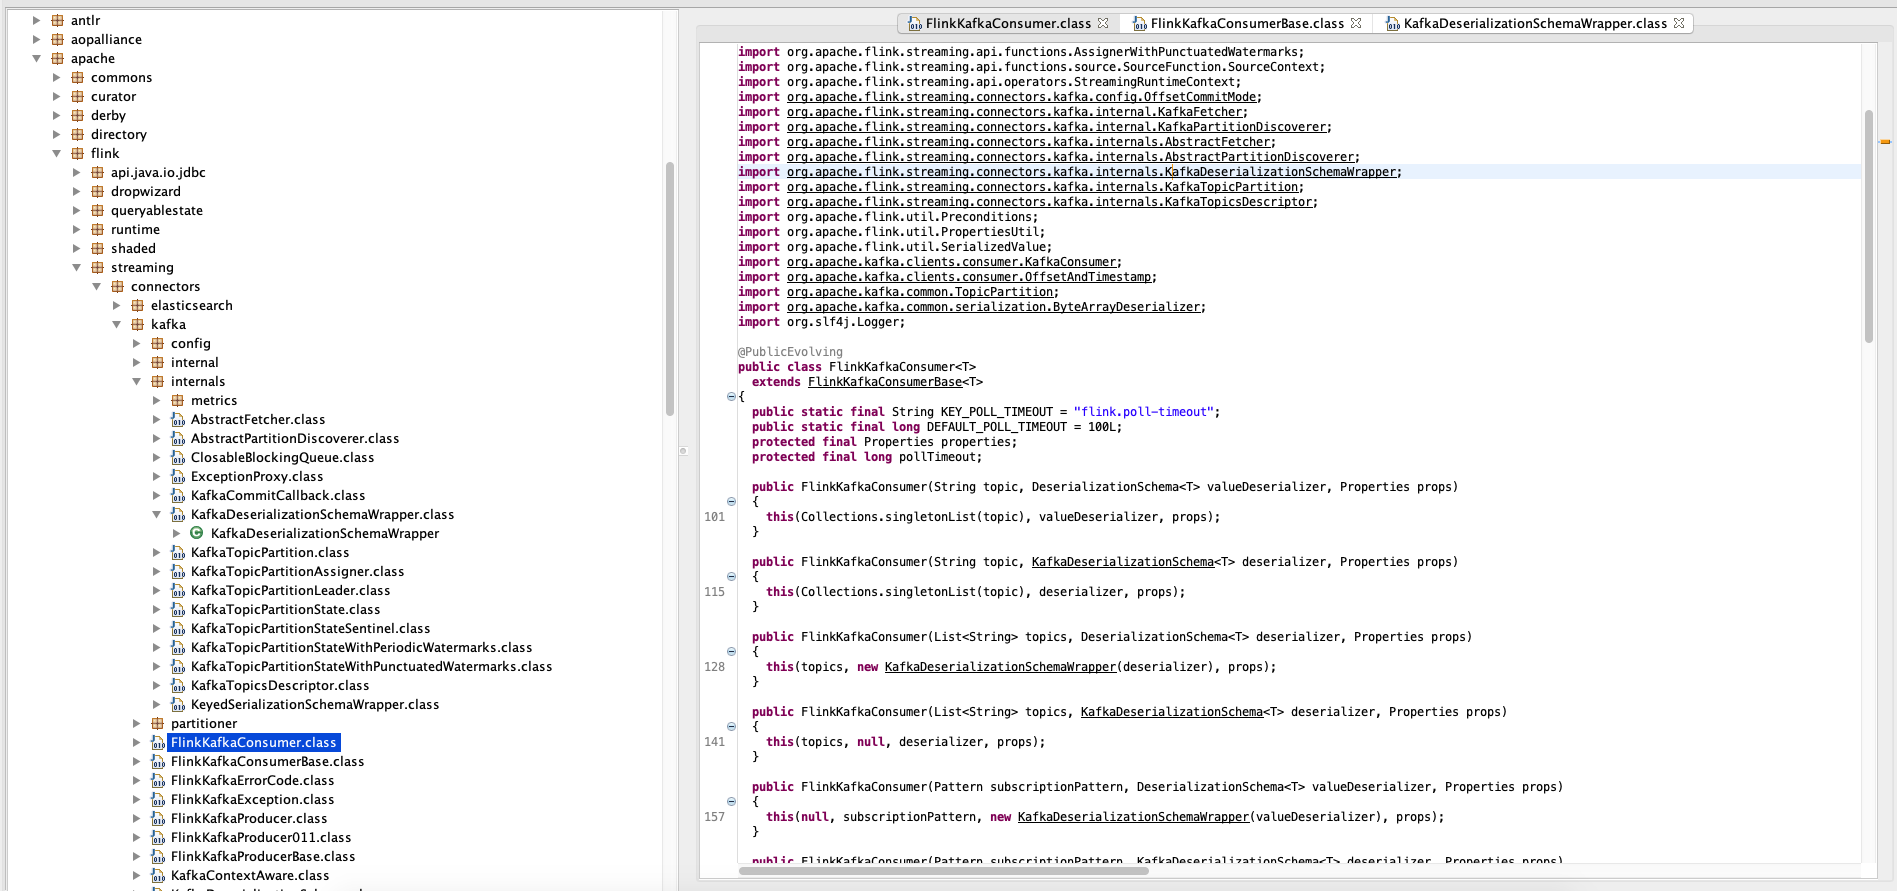 antlr
aopalliance
apache
commons
curator
derby
directory
flink
api.java.io.jdbc
dropwizard
queryablestate
runtime
shaded
streaming
connectors
elasticsearch
kafka
config
internal
internals
metrics
AbstractFetcher.class
AbstractPartitionDiscoverer.class
ClosableBlockingQueue.class
ExceptionProxy.class
KafkaCommitCallback.class
KafkaDeserializationSchemaWrapper.class
KafkaDeserializationSchemaWrapper
KafkaTopicPartition.class
KafkaTopicPartitionAssigner.class
KafkaTopicPartitionLeader.class
KafkaTopicPartitionState.class
KafkaTopicPartitionStateSentinel.class
KafkaTopicPartitionStateWithPeriodicWatermarks.class
KafkaTopicPartitionStateWithPunctuatedWatermarks.class
KafkaTopicsDescriptor.class
KeyedSerializationSchemaWrapper.class
partitioner
FlinkKafkaConsumer.class
FlinkKafkaConsumerBase.class
FlinkKafkaErrorCode.class
FlinkKafkaException.class
FlinkKafkaProducer.class
FlinkKafkaProducer011.class
FlinkKafkaProducerBase.class
KafkaContextAware.class
FlinkKafkaConsumer.class FlinkKafkaConsumerBase.class KafkaDeserializationSchemaWrapper.class
import org.apache.flink.streaming.api.functions.AssignerWithPunctuatedWatermarks;
import org.apache.flink.streaming.api.functions.source.SourceFunction.SourceContext;
import org.apache.flink.streaming.api.operators.StreamingRuntimeContext;
import org.apache.flink.streaming.connectors.kafka.config.OffsetCommitMode;
import org.apache.flink.streaming.connectors.kafka.internal.KafkaFetcher;
import org.apache.flink.streaming.connectors.kafka.internal.KafkaPartitionDiscoverer;
import org.apache.flink.streaming.connectors.kafka.internals.AbstractFetcher;
import org.apache.flink.streaming.connectors.kafka.internals.AbstractPartitionDiscoverer;
import org.apache.flink.streaming.connectors.kafka.internals.KafkaDeserializationSchemaWrapper;
import org.apache.flink.streaming.connectors.kafka.internals.KafkaTopicPartition;
import org.apache.flink.streaming.connectors.kafka.internals.KafkaTopicsDescriptor;
import org.apache.flink.util.Preconditions;
import org.apache.flink.util.PropertiesUtil;
import org.apache.flink.util.SerializedValue;
import org.apache.kafka.clients.consumer.KafkaConsumer;
import org.apache.kafka.clients.consumer.OffsetAndTimestamp;
import org.apache.kafka.common.TopicPartition;
import org.apache.kafka.common.serialization.ByteArrayDeserializer;
import org.slf4j.Logger;
@PublicEvolving
public class FlinkKafkaConsumer<T>
extends FlinkKafkaConsumerBase<T>
{
public static final String KEY_POLL_TIMEOUT = "flink.poll-timeout";
public static final long DEFAULT_POLL_TIMEOUT = 100L;
protected final Properties properties;
protected final long pollTimeout;
public FlinkKafkaConsumer(String topic, DeserializationSchema<T> valueDeserializer, Properties props)
{
101 this(Collections.singletonList(topic), valueDeserializer, props);
}
public FlinkKafkaConsumer(String topic, KafkaDeserializationSchema<T> deserializer, Properties props)
{
115 this(Collections.singletonList(topic), deserializer, props);
}
public FlinkKafkaConsumer(List<String> topics, DeserializationSchema<T> deserializer, Properties props)
{
128 this(topics, new KafkaDeserializationSchemaWrapper(deserializer), props);
}
public FlinkKafkaConsumer(List<String> topics, KafkaDeserializationSchema<T> deserializer, Properties props)
{
141 this(topics, null, deserializer, props);
}
public FlinkKafkaConsumer(Pattern subscriptionPattern, DeserializationSchema<T> valueDeserializer, Properties props)
{
157 this(null, subscriptionPattern, new KafkaDeserializationSchemaWrapper(valueDeserializer), props);
}
public FlinkKafkaConsumer(Pattern subscriptionPattern, KafkaDeserializationSchema<T> deserializer, Properties props)